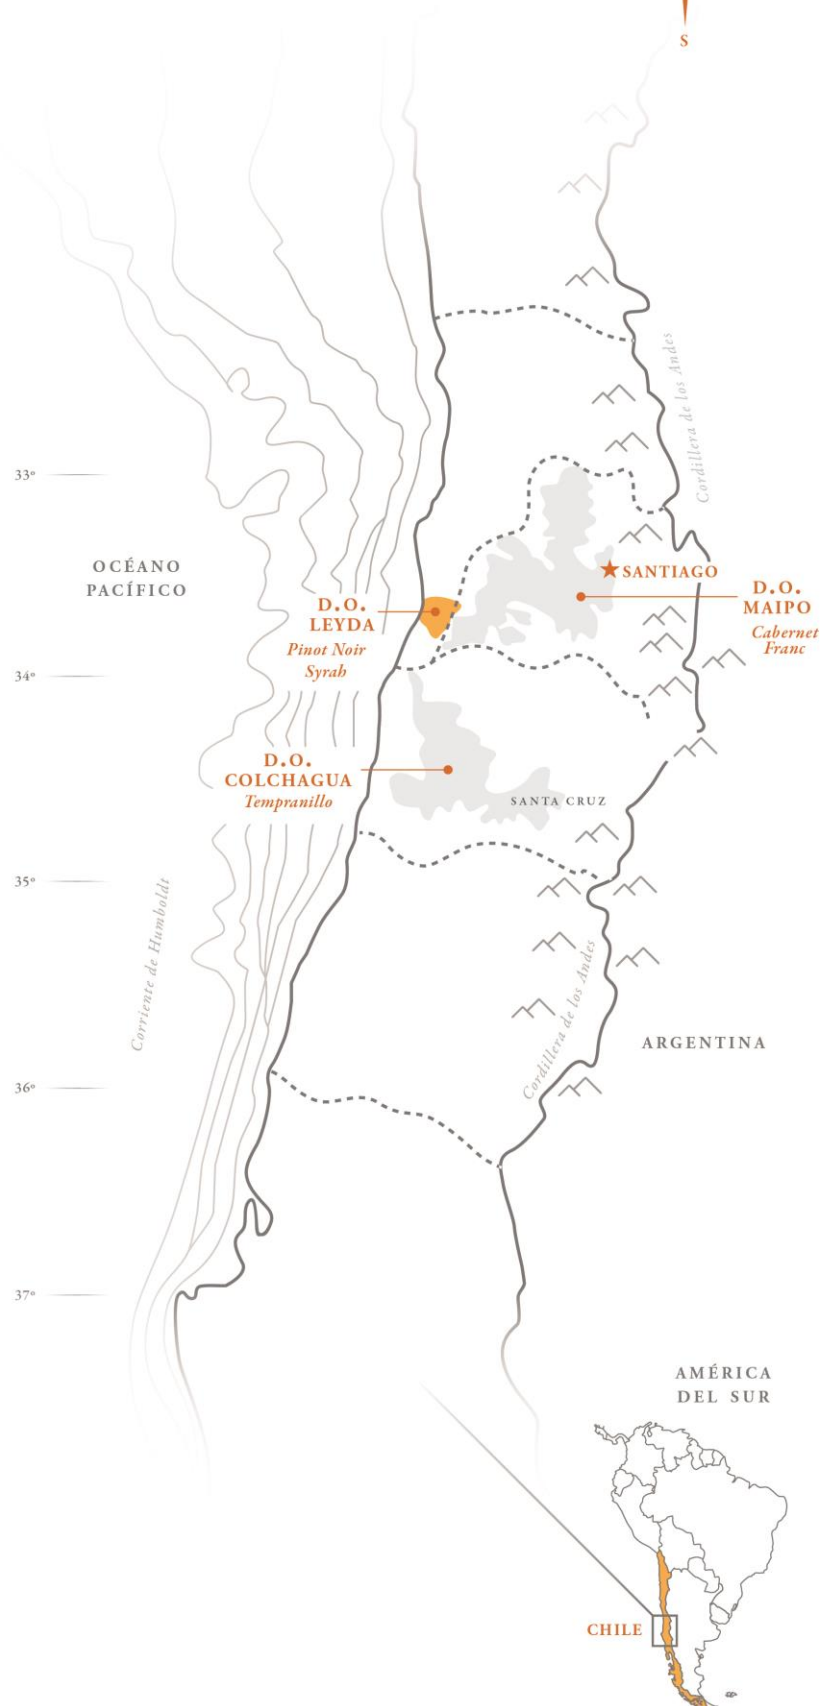 S
Cordillera de los Andes
33º
OCÉANO
PACÍFICO
SANTIAGO
D.O.
MAIPO
Cabernet
Franc
D.O.
LEYDA
Pinot Noir
Syrah
34º
D.O.
COLCHAGUA
Tempranillo
SANTA CRUZ
35º
Corriente de Humboldt
Cordillera de los Andes
ARGENTINA
36º
37º
AMÉRICA
DEL SUR
CHILE